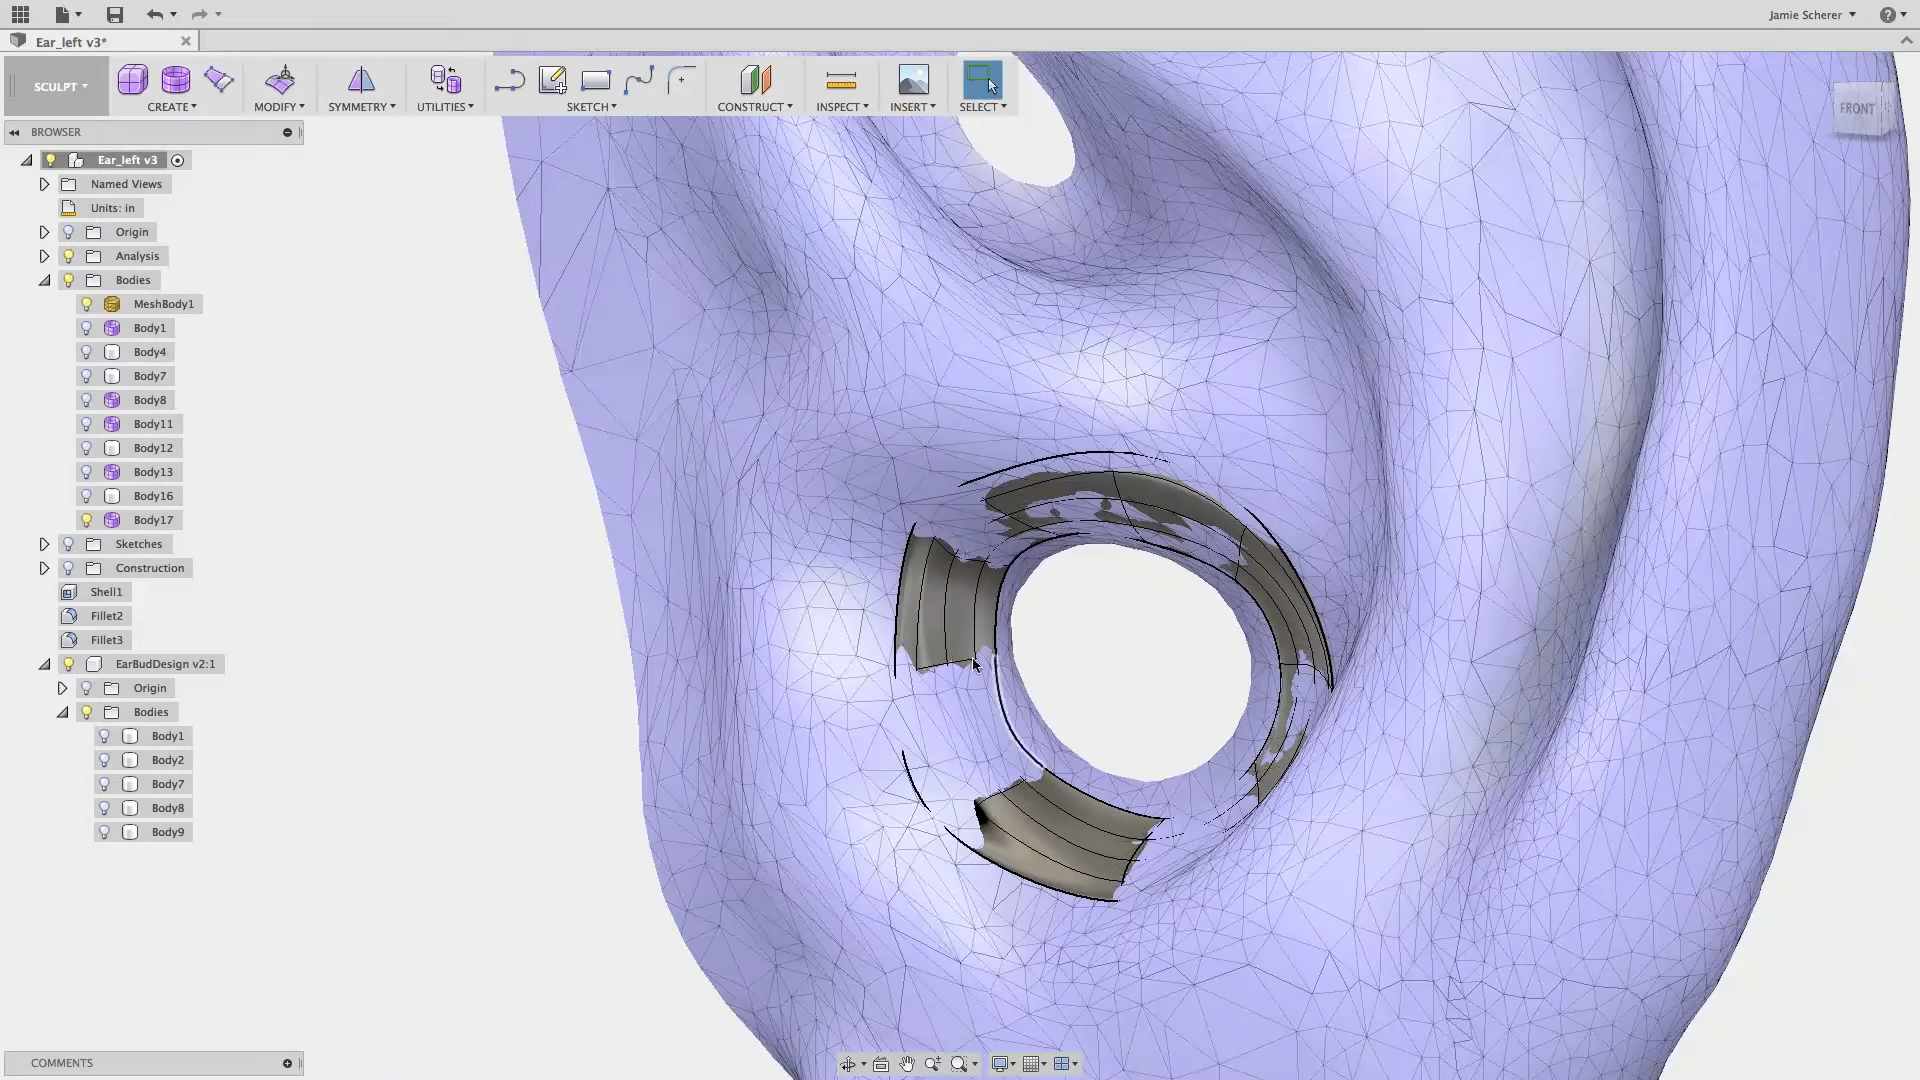 Jamie Scherer
Ear_left v3*
SCULPT
CREATE
MODIFY
SYMMETRY
UTILITIES
SKETCH
CONSTRUCT
INSPECT
INSERT
SELECT
FRONT
BROWSER
Ear_left v3
Named Views
Units: in
Origin
Analysis
Bodies
MeshBody1
Body1
Body4
Body7
Body8
Body11
Body12
Body13
Body16
Body17
Sketches
Construction
Shell1
Fillet2
Fillet3
EarBudDesign v2:1
Origin
Bodies
Body1
Body2
Body7
Body8
Body9
COMMENTS